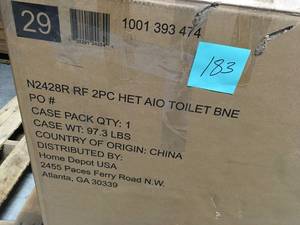 29
1001 393 474
183
N2428R RF 2PC HET AIO TOILET BNE
PO #
CASE PACK QTY: 1
CASE WT: 97.3 LBS
COUNTRY OF ORIGIN: CHINA
DISTRIBUTED BY:
Home Depot USA
2455 Paces Ferry Road N.W.
Atlanta, GA 30339